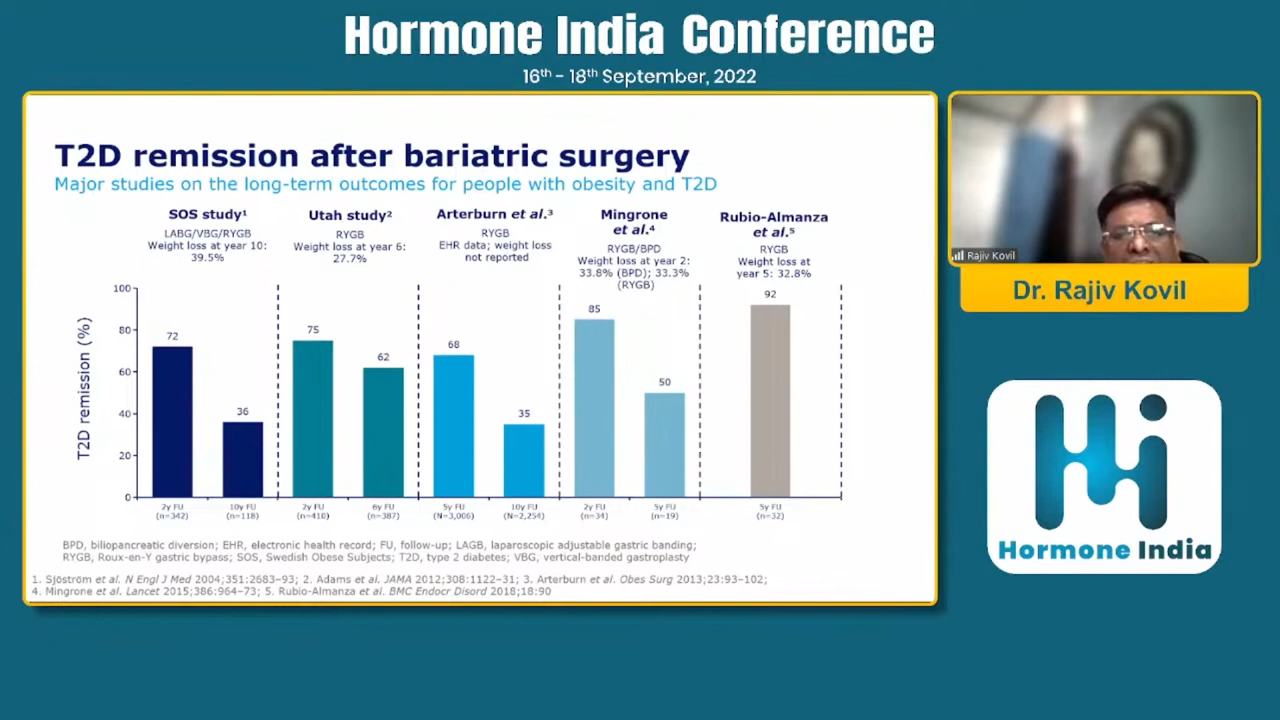 Hormone India Conference
16th - 18th September, 2022
T2D remission after bariatric surgery
Major studies on the long-term outcomes for people with obesity and T2D
SOS study1
LABG/VBG/RYGB
Weight loss at year 10:
39.5%
Utah study2
RYGB
Weight loss at year 6:
27.7%
Arterburn et al.3
RYGB
EHR data; weight loss
not reported
Mingrone
et al.4
RYGB/BPD
Weight loss at year 2:
33.8% (BPD); 33.3%
(RYGB)
Rubio-Almanza
et al.5
RYGB
Weight loss at
year 5: 32.8%
T2D remission (%)
100
80
60
40
20
0
72
36
75
62
68
35
85
50
92
2y FU
(n=342)
10y FU
(n=118)
2y FU
(n=410)
6y FU
(n=387)
5y FU
(N=3,006)
10y FU
(N=2,254)
2y FU
(n=34)
5y FU
(n=19)
5y FU
(n=32)
BPD, biliopancreatic diversion; EHR, electronic health record; FU, follow-up; LAGB, laparoscopic adjustable gastric banding;
RYGB, Roux-en-Y gastric bypass; SOS, Swedish Obese Subjects; T2D, type 2 diabetes; VBG, vertical-banded gastroplasty
1. Sjöström et al. N Engl J Med 2004;351:2683–93; 2. Adams et al. JAMA 2012;308:1122–31; 3. Arterburn et al. Obes Surg 2013;23:93–102;
4. Mingrone et al. Lancet 2015;386:964–73; 5. Rubio-Almanza et al. BMC Endocr Disord 2018;18:90
Rajiv Kovil
Dr. Rajiv Kovil
Hi
Hormone India